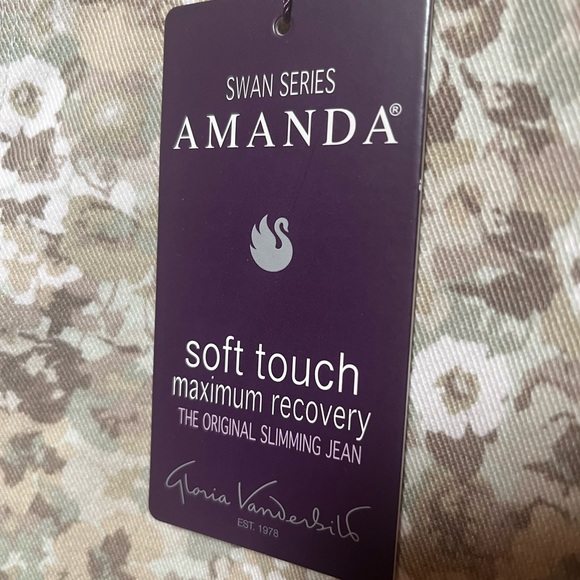 SWAN SERIES
AMANDA®
soft touch
maximum recovery
THE ORIGINAL SLIMMING JEAN
Gloria Vanderbilt
EST. 1978